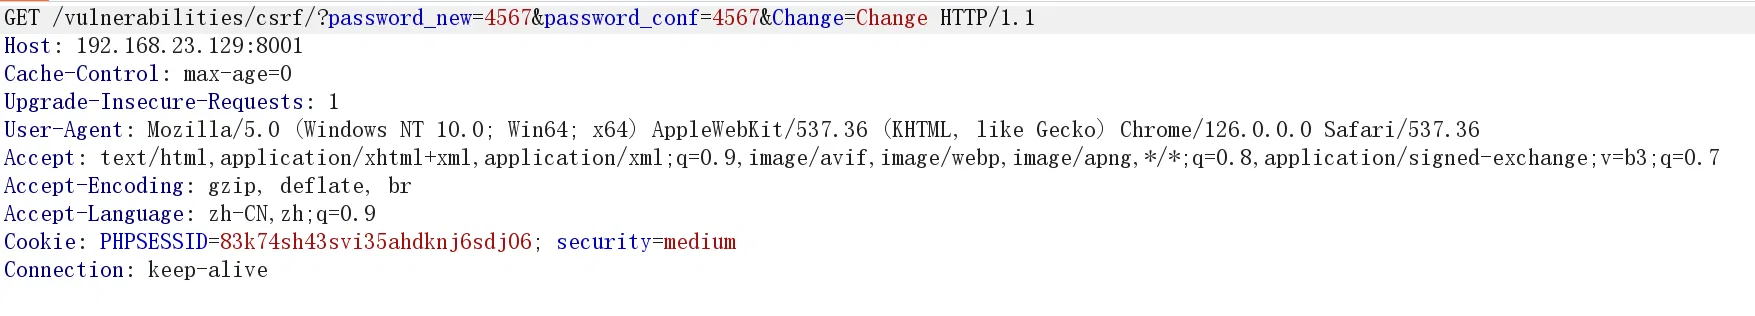 GET /vulnerabilities/csrf/?password_new=4567&password_conf=4567&Change=Change HTTP/1.1
Host: 192.168.23.129:8001
Cache-Control: max-age=0
Upgrade-Insecure-Requests: 1
User-Agent: Mozilla/5.0 (Windows NT 10.0; Win64; x64) AppleWebKit/537.36 (KHTML, like Gecko) Chrome/126.0.0.0 Safari/537.36
Accept: text/html,application/xhtml+xml,application/xml;q=0.9,image/avif,image/webp,image/apng,*/*;q=0.8,application/signed-exchange;v=b3;q=0.7
Accept-Encoding: gzip, deflate, br
Accept-Language: zh-CN,zh;q=0.9
Cookie: PHPSESSID=83k74sh43svi35ahdknj6sdj06; security=medium
Connection: keep-alive